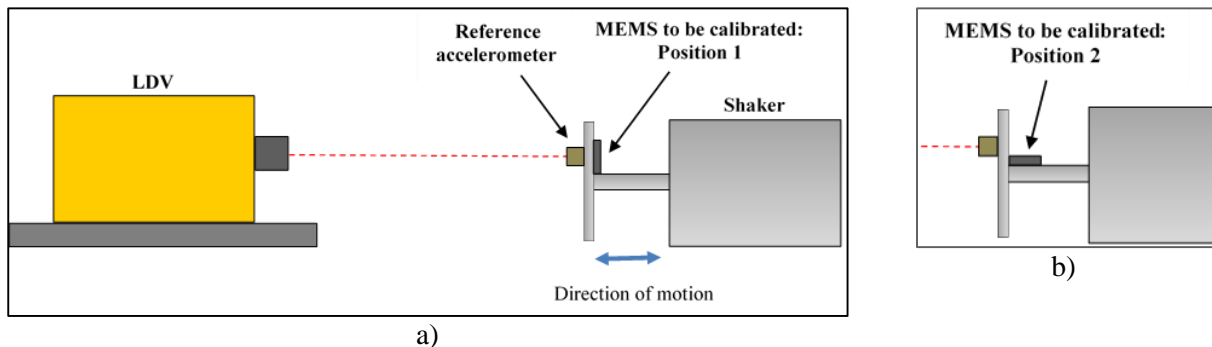 LDV
Reference
accelerometer
MEMS to be calibrated:
Position 1
Shaker
Direction of motion
a)
MEMS to be calibrated:
Position 2
b)